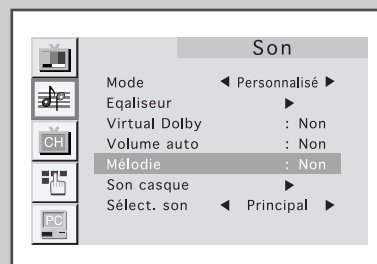 Son
Mode ◀ Personnalisé ▶
Eqaliseur ▶
Virtual Dolby : Non
Volume auto : Non
CH
Mélodie : Non
Son casque ▶
Sélect. son ◀ Principal ▶
PC